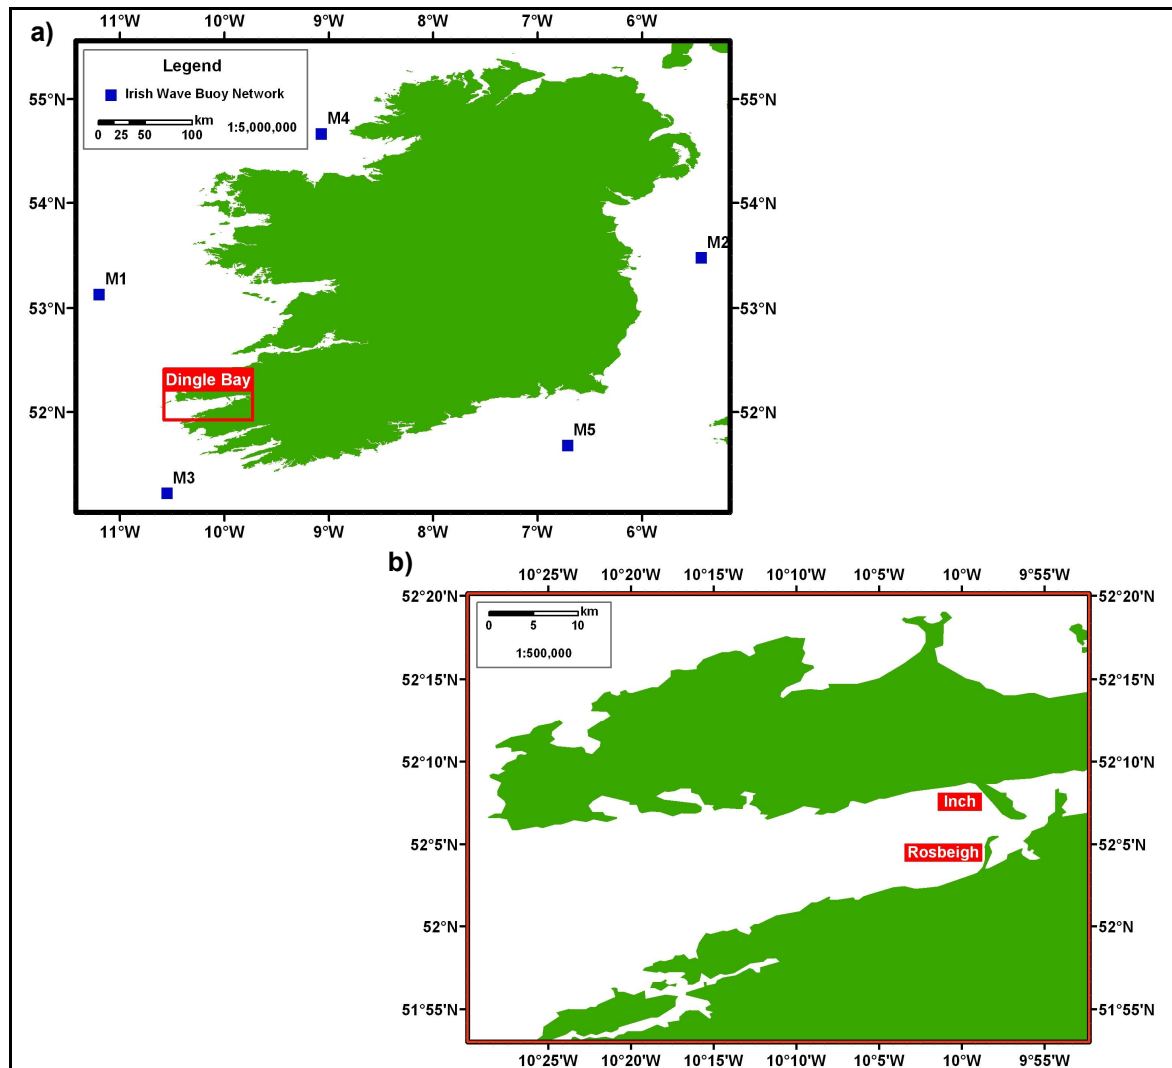 a)
11°W 10°W 9°W 8°W 7°W 6°W
Legend
Irish Wave Buoy Network
km
0 25 50 100
1:5,000,000
55°N 55°N
M4
54°N 54°N
M2
M1
53°N 53°N
Dingle Bay
52°N 52°N
M5
M3
11°W 10°W 9°W 8°W 7°W 6°W
b)
10°25'W 10°20'W 10°15'W 10°10'W 10°5'W 10°W 9°55'W
52°20'N 52°20'N
km
0 5 10
1:500,000
52°15'N 52°15'N
52°10'N 52°10'N
Inch
52°5'N 52°5'N
Rosbeigh
52°N 52°N
51°55'N 51°55'N
10°25'W 10°20'W 10°15'W 10°10'W 10°5'W 10°W 9°55'W